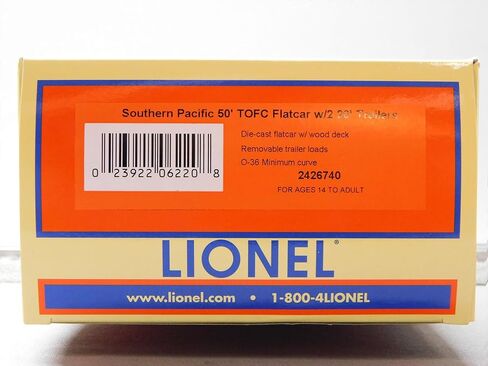 Southern Pacific 50' TOFC Flatcar w/2 Trailers
Die-cast flatcar w/ wood deck
Removable trailer loads
O-36 Minimum curve
0 23922 06220 8
2426740
FOR AGES 14 TO ADULT
LIONEL®
www.lionel.com • 1-800-4LIONEL